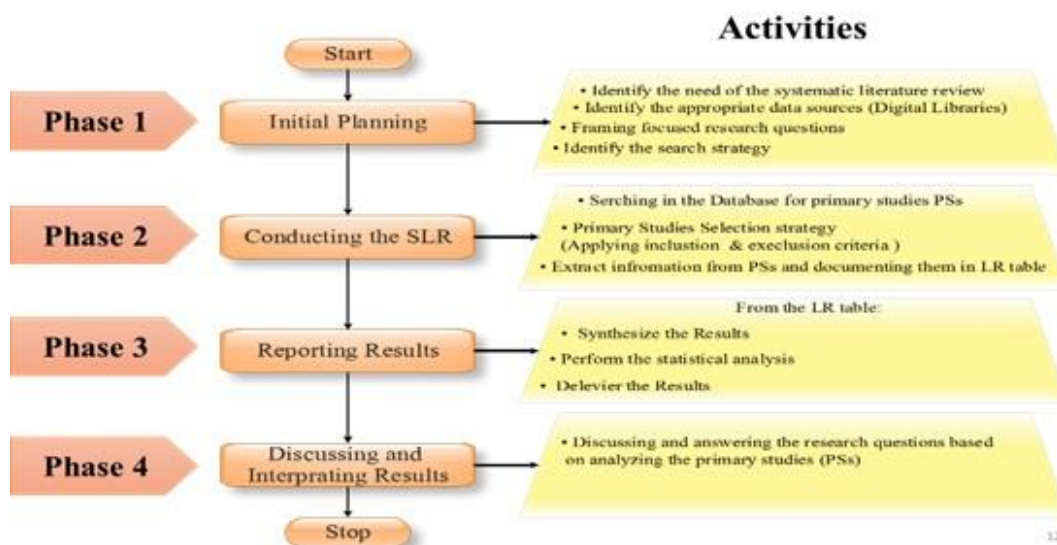 Activities
Start
Phase 1
Initial Planning
• Identify the need of the systematic literature review
• Identify the appropriate data sources (Digital Libraries)
• Framing focused research questions
• Identify the search strategy
Phase 2
Conducting the SLR
• Serching in the Database for primary studies PSs
• Primary Studies Selection strategy
(Applying inclustion & execlusion criteria )
• Extract infromation from PSs and documenting them in LR table
Phase 3
Reporting Results
From the LR table:
• Synthesize the Results
• Perform the statistical analysis
• Delevier the Results
Phase 4
Discussing and
Interprating Results
• Discussing and answering the research questions based
on analyzing the primary studies (PSs)
Stop